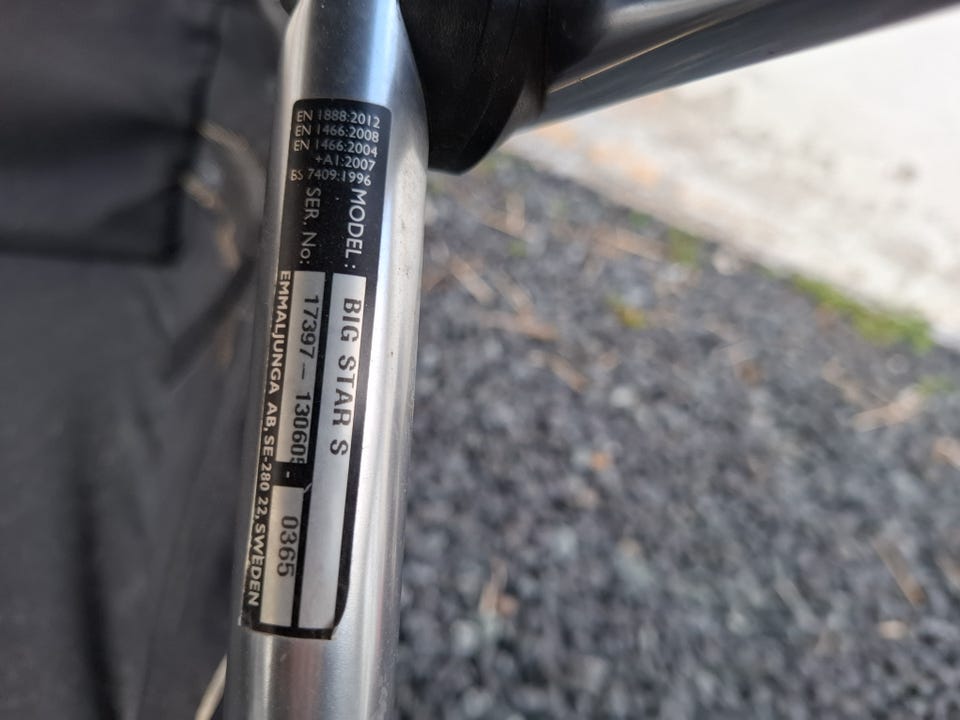 EN 1888:2012
EN 1466:2008
EN 1466:2004
+A1:2007
BS 7409:1996
MODEL: BIG STAR S
SER. No: 17397-130605 - 0365
EMMALJUNGA AB, SE-280 22, SWEDEN